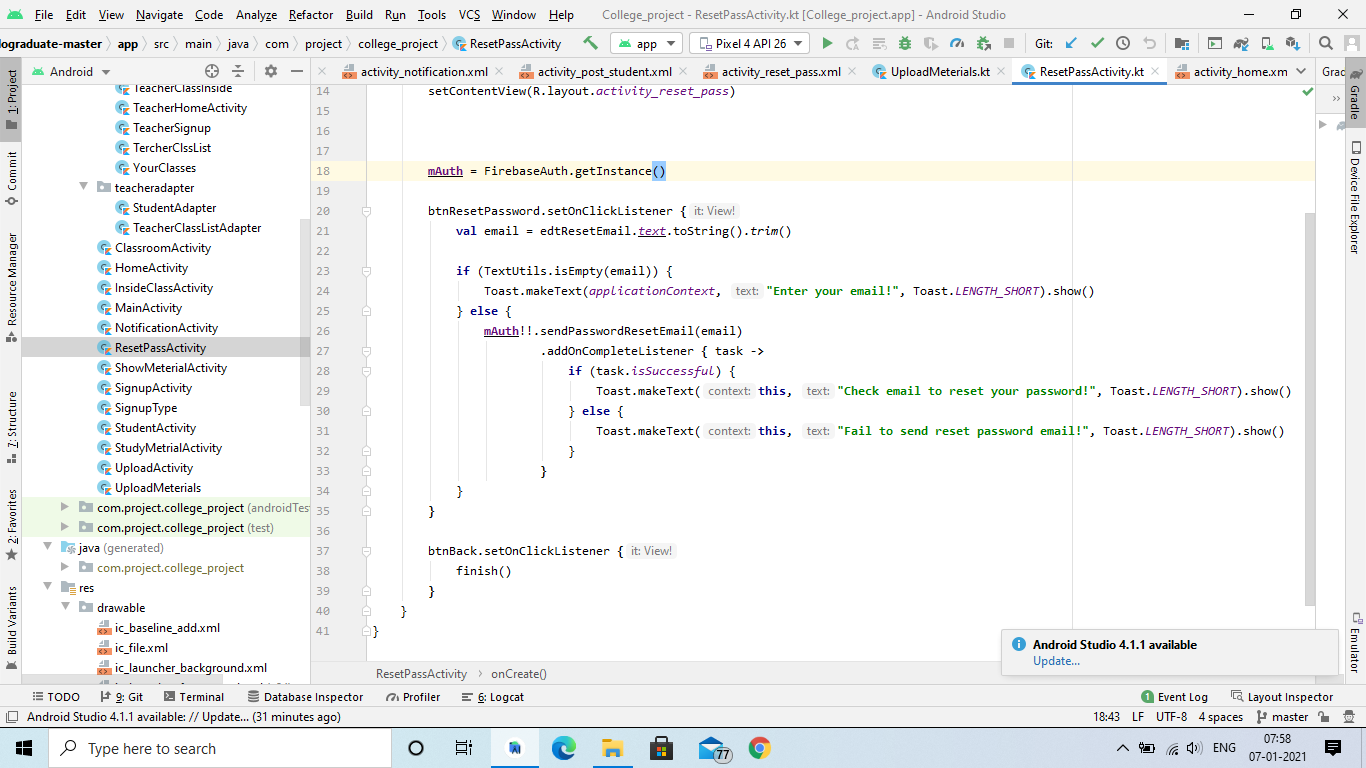 File Edit View Navigate Code Analyze Refactor Build Run Tools VCS Window Help College_project - ResetPassActivity.kt [College_project.app] - Android Studio
lograduate-master app src main java com project college_project ResetPassActivity app Pixel 4 API 26 Git:
Android activity_notification.xml activity_post_student.xml activity_reset_pass.xml UploadMeterials.kt ResetPassActivity.kt activity_home.xm Grad
1: Project
Commit
Resource Manager
7: Structure
2: Favorites
Build Variants
TeacherClassInside
TeacherHomeActivity
TeacherSignup
TercherClssList
YourClasses
teacheradapter
StudentAdapter
TeacherClassListAdapter
ClassroomActivity
HomeActivity
InsideClassActivity
MainActivity
NotificationActivity
ResetPassActivity
ShowMeterialActivity
SignupActivity
SignupType
StudentActivity
StudyMetrialActivity
UploadActivity
UploadMeterials
com.project.college_project (androidTes
com.project.college_project (test)
java (generated)
com.project.college_project
res
drawable
ic_baseline_add.xml
ic_file.xml
ic_launcher_background.xml
14 setContentView(R.layout.activity_reset_pass)
15
16
17
18 mAuth = FirebaseAuth.getInstance()
19
20 btnResetPassword.setOnClickListener { it: View!
21 val email = edtResetEmail.text.toString().trim()
22
23 if (TextUtils.isEmpty(email)) {
24 Toast.makeText(applicationContext, text: "Enter your email!", Toast.LENGTH_SHORT).show()
25 } else {
26 mAuth!!.sendPasswordResetEmail(email)
27 .addOnCompleteListener { task ->
28 if (task.isSuccessful) {
29 Toast.makeText( context: this, text: "Check email to reset your password!", Toast.LENGTH_SHORT).show()
30 } else {
31 Toast.makeText( context: this, text: "Fail to send reset password email!", Toast.LENGTH_SHORT).show()
32 }
33 }
34 }
35 }
36
37 btnBack.setOnClickListener { it: View!
38 finish()
39 }
40 }
41 }
Gradle
Device File Explorer
Emulator
Android Studio 4.1.1 available
Update...
ResetPassActivity onCreate()
TODO 9: Git Terminal Database Inspector Profiler 6: Logcat 1 Event Log Layout Inspector
Android Studio 4.1.1 available: // Update... (31 minutes ago) 18:43 LF UTF-8 4 spaces master
Type here to search 77 ENG 07:58
07-01-2021